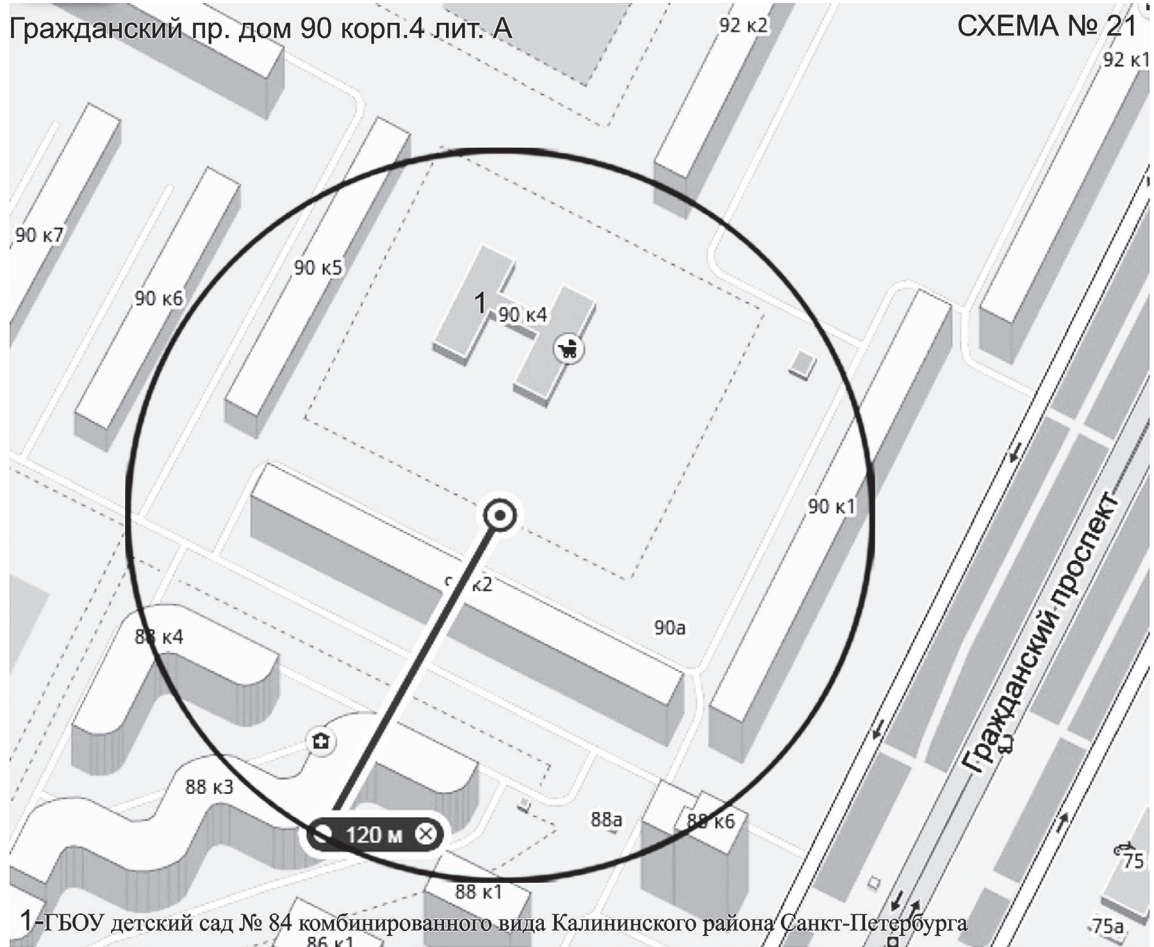 Гражданский пр. дом 90 корп.4 лит. А
СХЕМА № 21
92 к2
92 к1
90 к7
90 к6
90 к5
1
90 к4
90 к1
к2
90а
88 к4
88 к3
120 м
88а
88 к6
88 к1
86 к1
Гражданский проспект
75
75а
1-ГБОУ детский сад № 84 комбинированного вида Калининского района Санкт-Петербурга